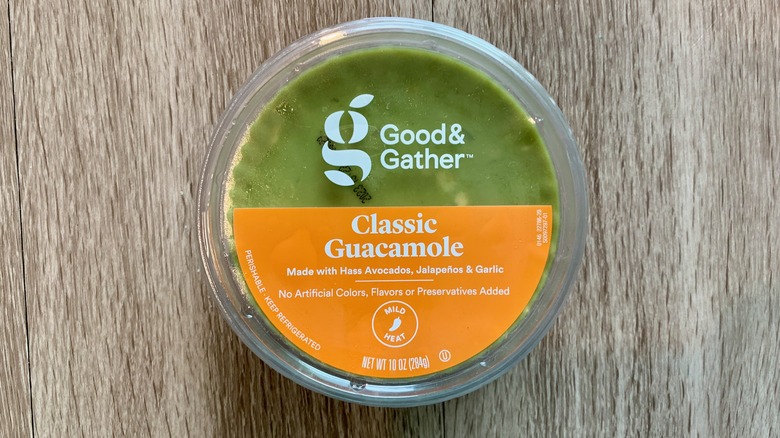 g
Good&
Gather™
Classic
Guacamole
Made with Hass Avocados, Jalapeños & Garlic
No Artificial Colors, Flavors or Preservatives Added
MILD
HEAT
NET WT 10 OZ (284g)
U
PERISHABLE · KEEP REFRIGERATED